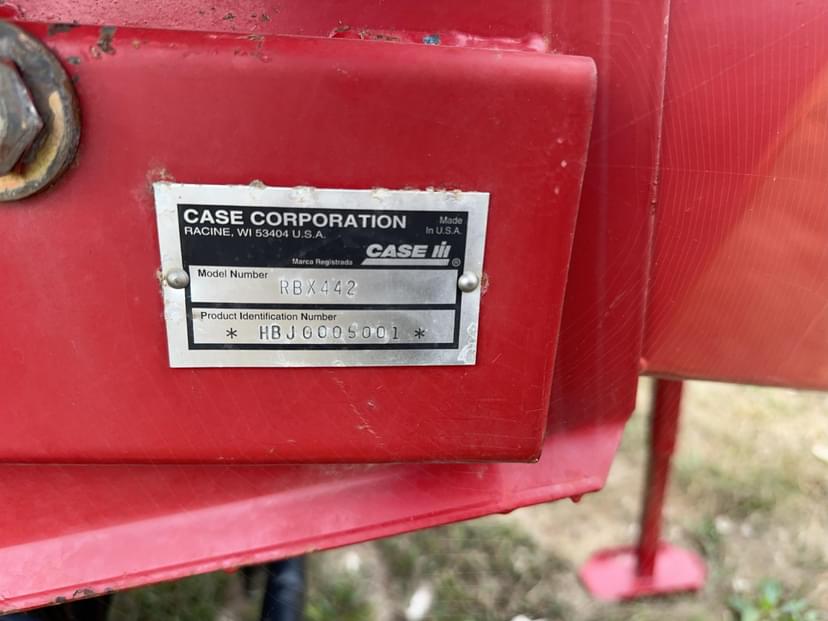 CASE CORPORATION
RACINE, WI 53404 U.S.A.
Made
In U.S.A.
CASE IH
Marca Registrada
®
Model Number
RBX442
Product Identification Number
* HBJ0005001 *